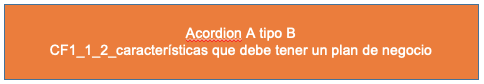 Acordion A tipo B
CF1_1_2_características que debe tener un plan de negocio